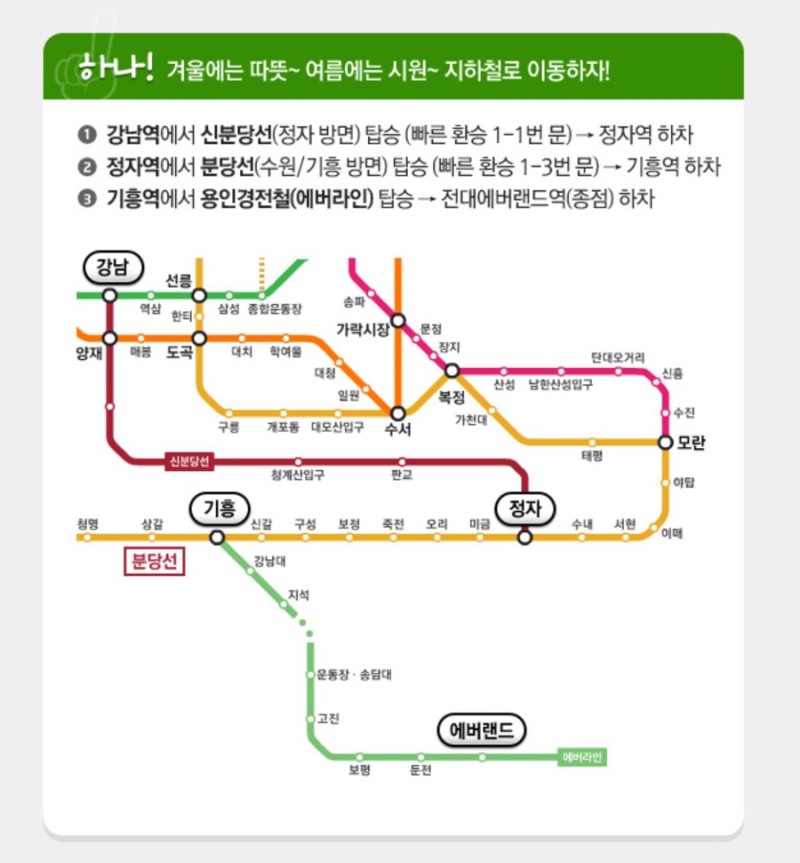 하나! 겨울에는 따뜻~ 여름에는 시원~ 지하철로 이동하자!
❶ 강남역에서 신분당선(정자 방면) 탑승 (빠른 환승 1-1번 문) → 정자역 하차
❷ 정자역에서 분당선(수원/기흥 방면) 탑승 (빠른 환승 1-3번 문) → 기흥역 하차
❸ 기흥역에서 용인경전철(에버라인) 탑승 → 전대에버랜드역(종점) 하차
강남
선릉
역삼
삼성
종합운동장
한티
송파
가락시장
문정
장지
양재
매봉
도곡
대치
학여울
대청
일원
복정
산성
남한산성입구
단대오거리
신흥
수진
구룡
개포동
대모산입구
수서
가천대
태평
모란
신분당선
청계산입구
판교
야탑
기흥
정자
청명
상갈
신갈
구성
보정
죽전
오리
미금
수내
서현
이매
분당선
강남대
지석
운동장·송담대
고진
에버랜드
보평
둔전
에버라인